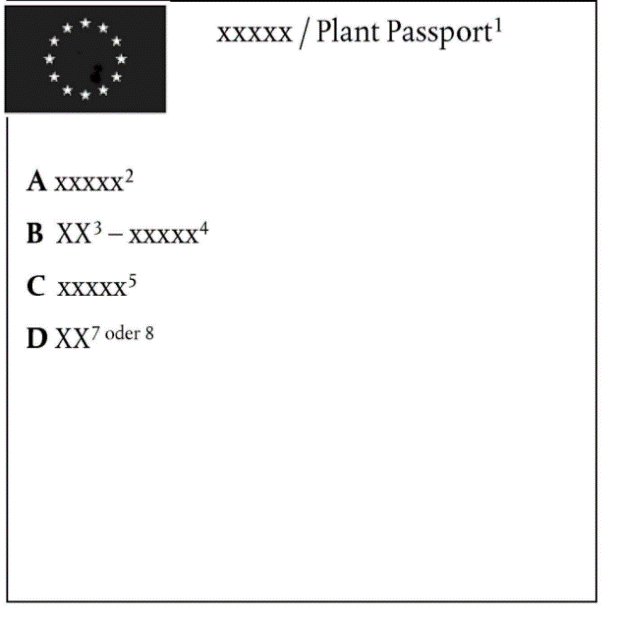 xxxxx / Plant Passport¹
A xxxxx²
B XX³ – xxxxx⁴
C xxxxx⁵
D XX⁷ ᵒᵈᵉʳ ⁸